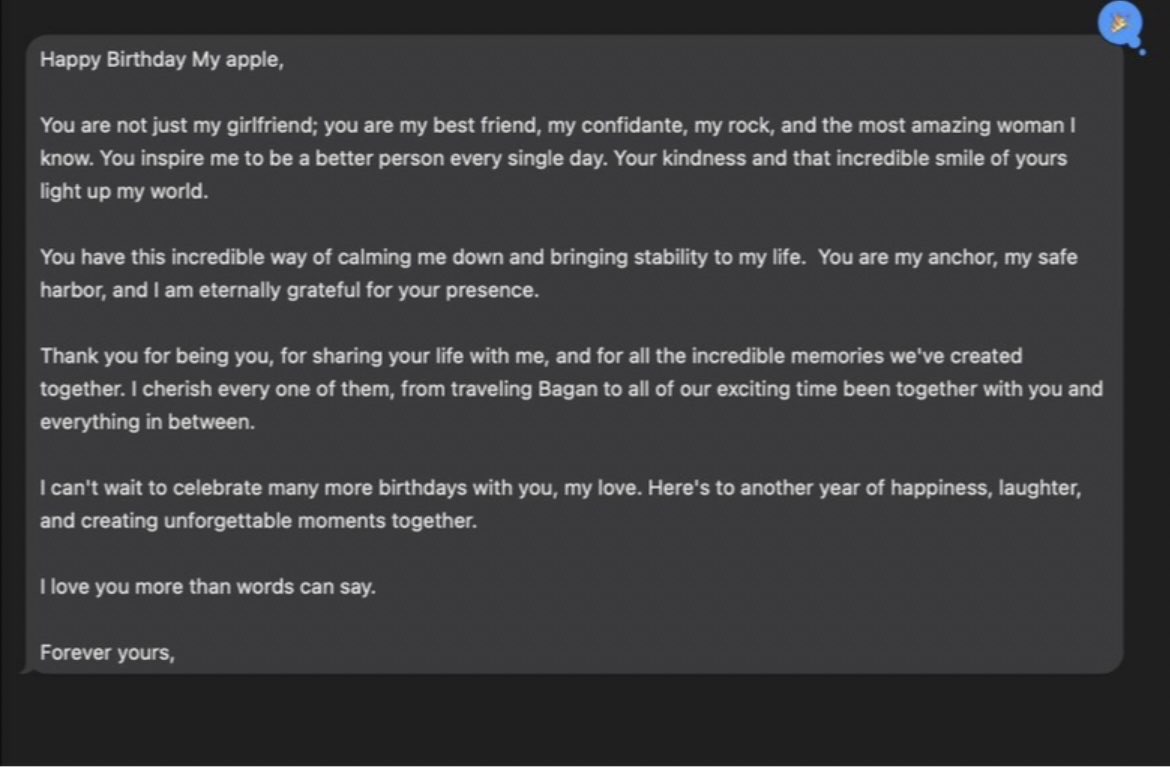 Happy Birthday My apple,
You are not just my girlfriend; you are my best friend, my confidante, my rock, and the most amazing woman I
know. You inspire me to be a better person every single day. Your kindness and that incredible smile of yours
light up my world.
You have this incredible way of calming me down and bringing stability to my life.  You are my anchor, my safe
harbor, and I am eternally grateful for your presence.
Thank you for being you, for sharing your life with me, and for all the incredible memories we've created
together. I cherish every one of them, from traveling Bagan to all of our exciting time been together with you and
everything in between.
I can't wait to celebrate many more birthdays with you, my love. Here's to another year of happiness, laughter,
and creating unforgettable moments together.
I love you more than words can say.
Forever yours,